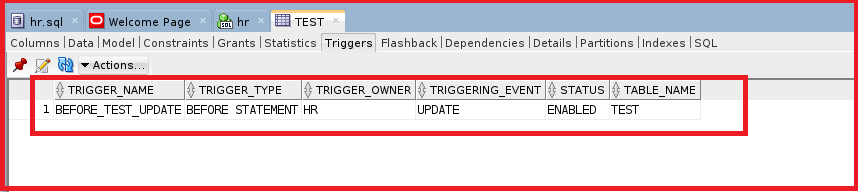 hr.sql Welcome Page hr TEST
Columns Data Model Constraints Grants Statistics Triggers Flashback Dependencies Details Partitions Indexes SQL
Actions...
TRIGGER_NAME TRIGGER_TYPE TRIGGER_OWNER TRIGGERING_EVENT STATUS TABLE_NAME
1 BEFORE_TEST_UPDATE BEFORE STATEMENT HR UPDATE ENABLED TEST